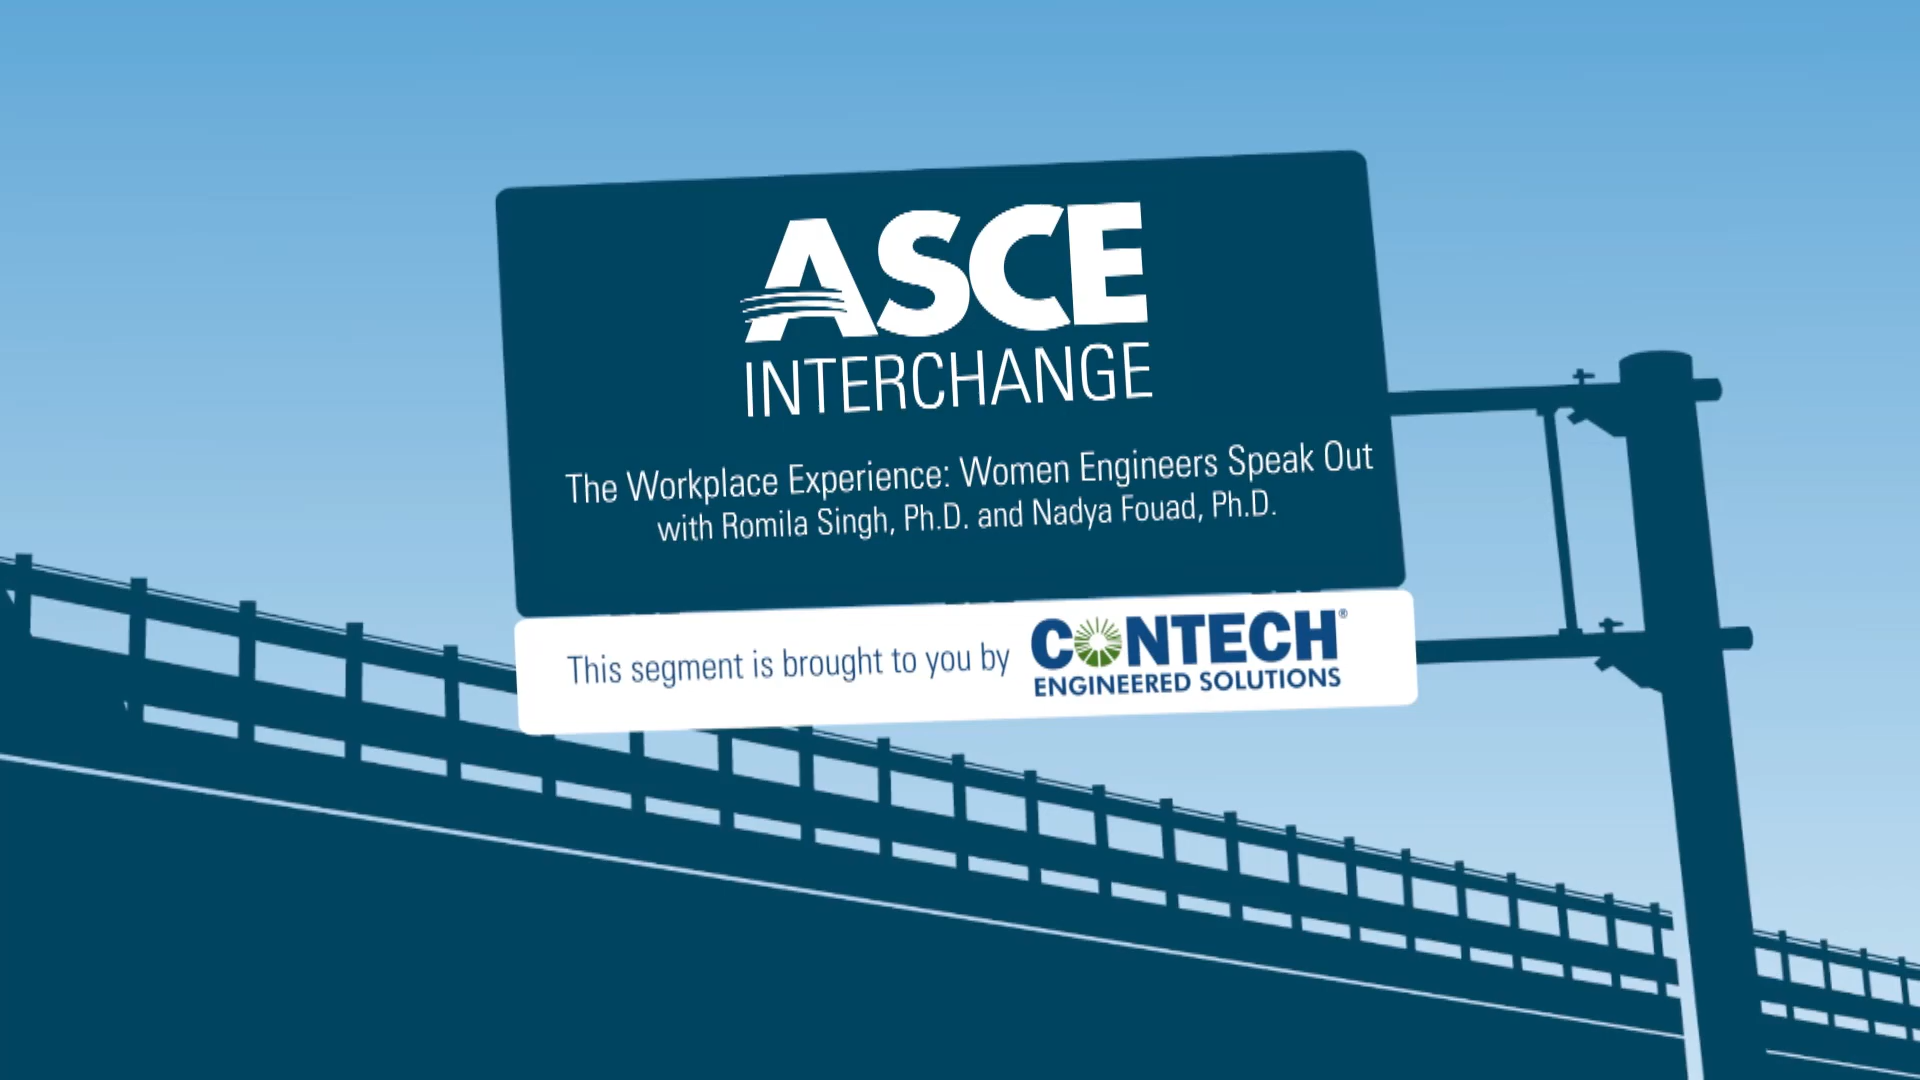 ASCE
INTERCHANGE
The Workplace Experience: Women Engineers Speak Out
with Romila Singh, Ph.D. and Nadya Fouad, Ph.D.
This segment is brought to you by
CONTECH®
ENGINEERED SOLUTIONS